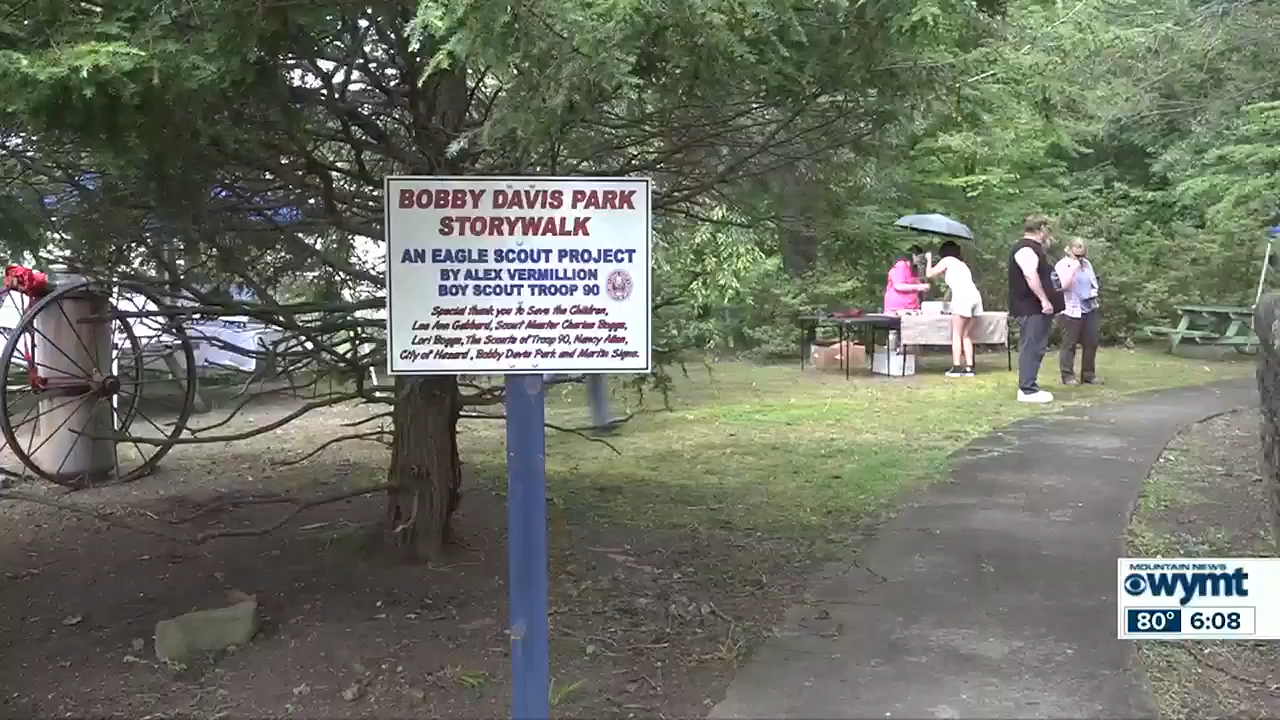 BOBBY DAVIS PARK
STORYWALK
AN EAGLE SCOUT PROJECT
BY ALEX VERMILLION
BOY SCOUT TROOP 90
Special thank you to Save the Children,
Lee Ann Gabbard, Scout Master Charles Boggs,
Lori Boggs, The Scouts of Troop 90, Nancy Allen,
City of Hazard, Bobby Davis Park and Martin Signs.
MOUNTAIN NEWS
wymt
80° 6:08